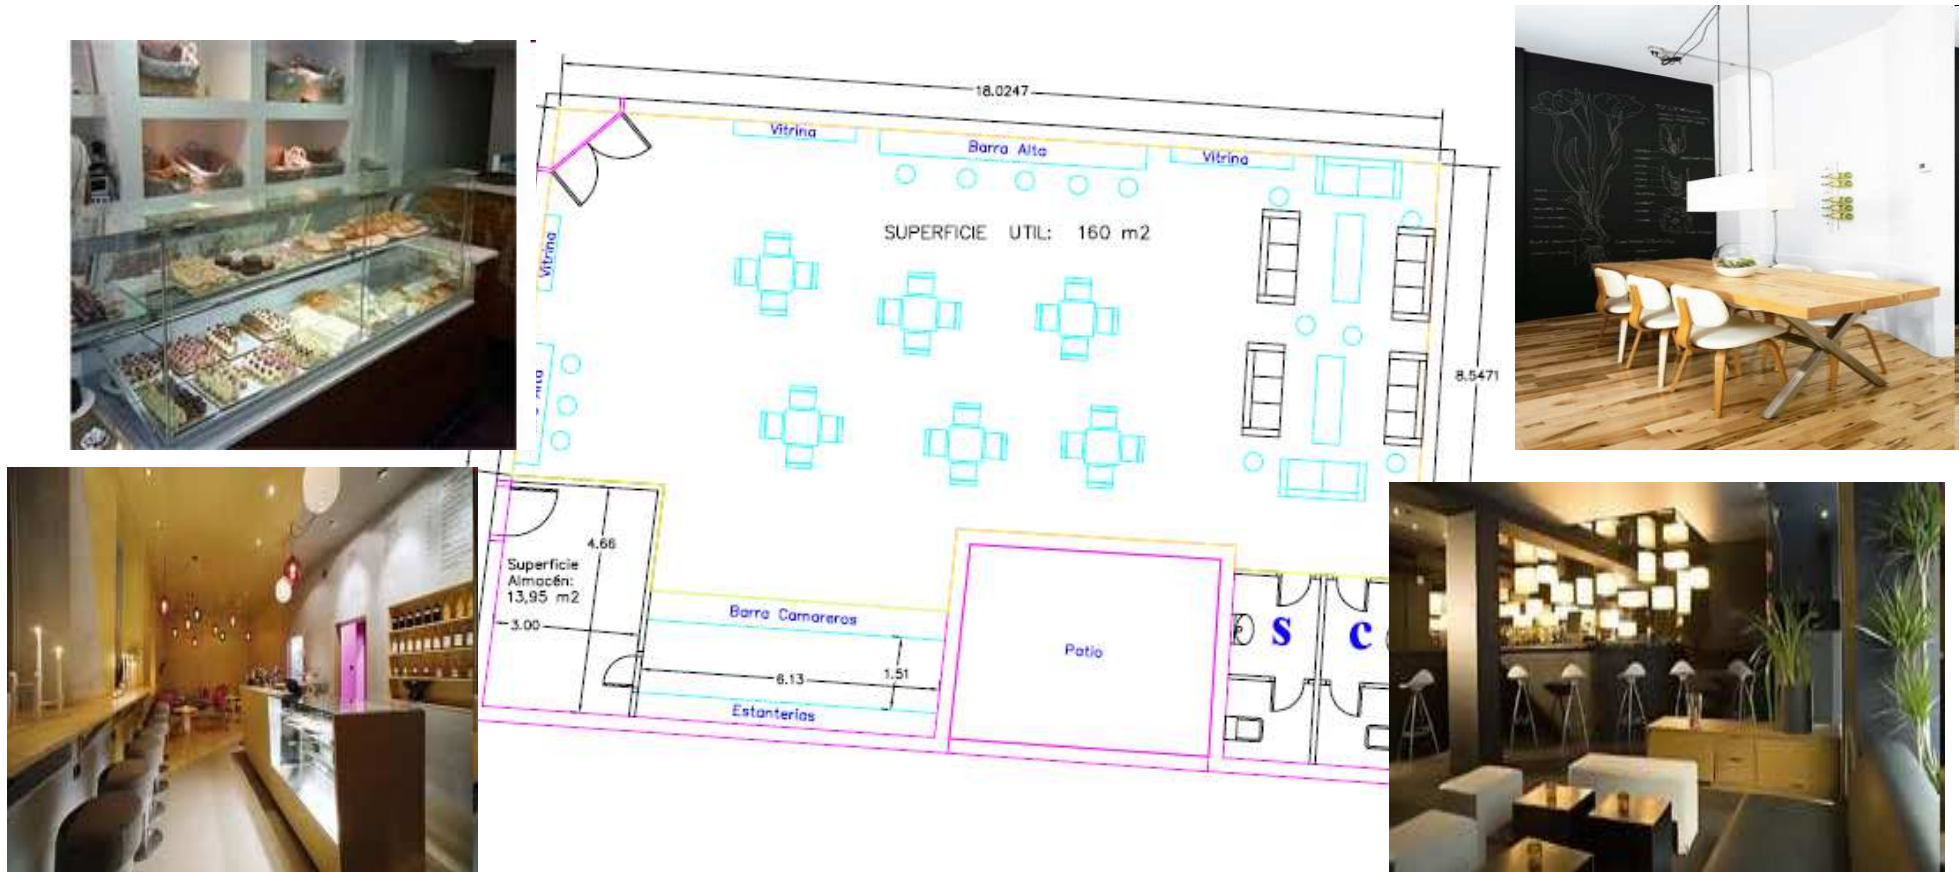 18.0247
Vitrina
Barra Alta
Vitrina
SUPERFICIE UTIL: 160 m2
Vitrina
8.5471
4.66
Superficie
Almacén:
13,95 m2
3.00
Barra Camareros
S
C
Patio
1.51
6.13
Estanterias